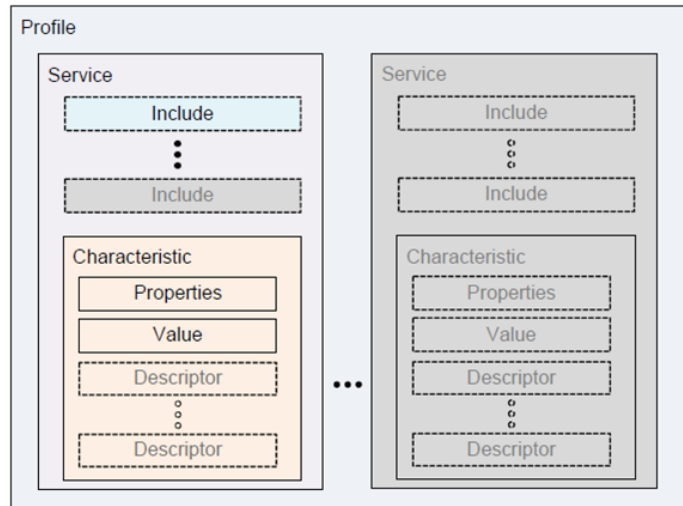 Profile
Service
Include
Include
Characteristic
Properties
Value
Descriptor
Descriptor
Service
Include
Include
Characteristic
Properties
Value
Descriptor
Descriptor